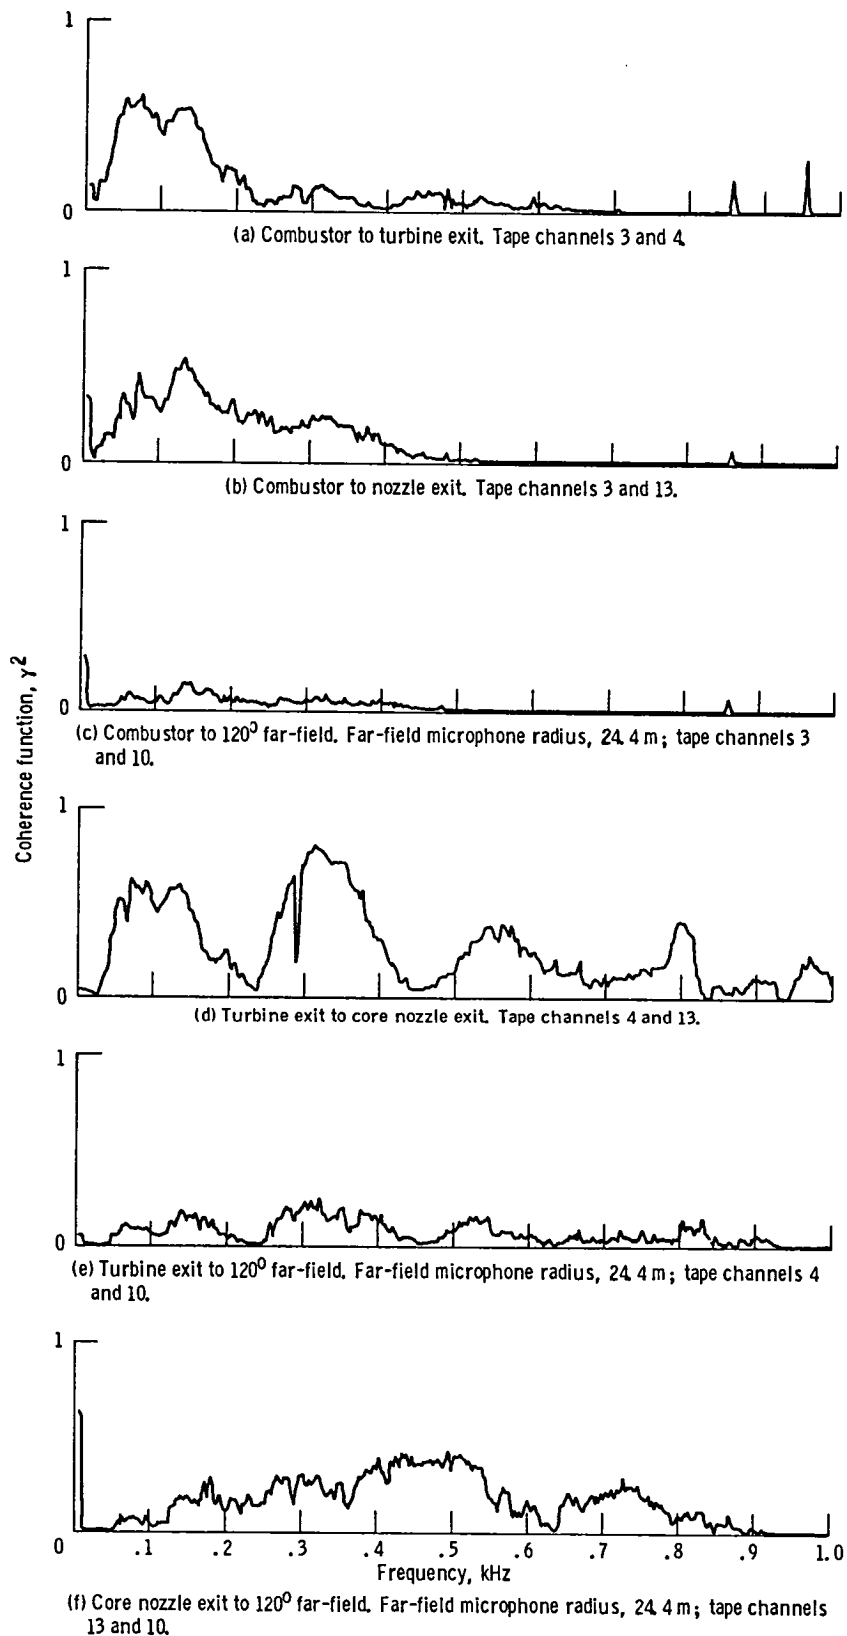 1
0
(a) Combustor to turbine exit. Tape channels 3 and 4.
1
0
(b) Combustor to nozzle exit. Tape channels 3 and 13.
1
0
(c) Combustor to 120⁰ far-field. Far-field microphone radius, 24.4 m; tape channels 3
and 10.
Coherence function, γ²
1
0
(d) Turbine exit to core nozzle exit. Tape channels 4 and 13.
1
0
(e) Turbine exit to 120⁰ far-field. Far-field microphone radius, 24.4 m; tape channels 4
and 10.
1
0 .1 .2 .3 .4 .5 .6 .7 .8 .9 1.0
Frequency, kHz
(f) Core nozzle exit to 120⁰ far-field. Far-field microphone radius, 24.4 m; tape channels
13 and 10.